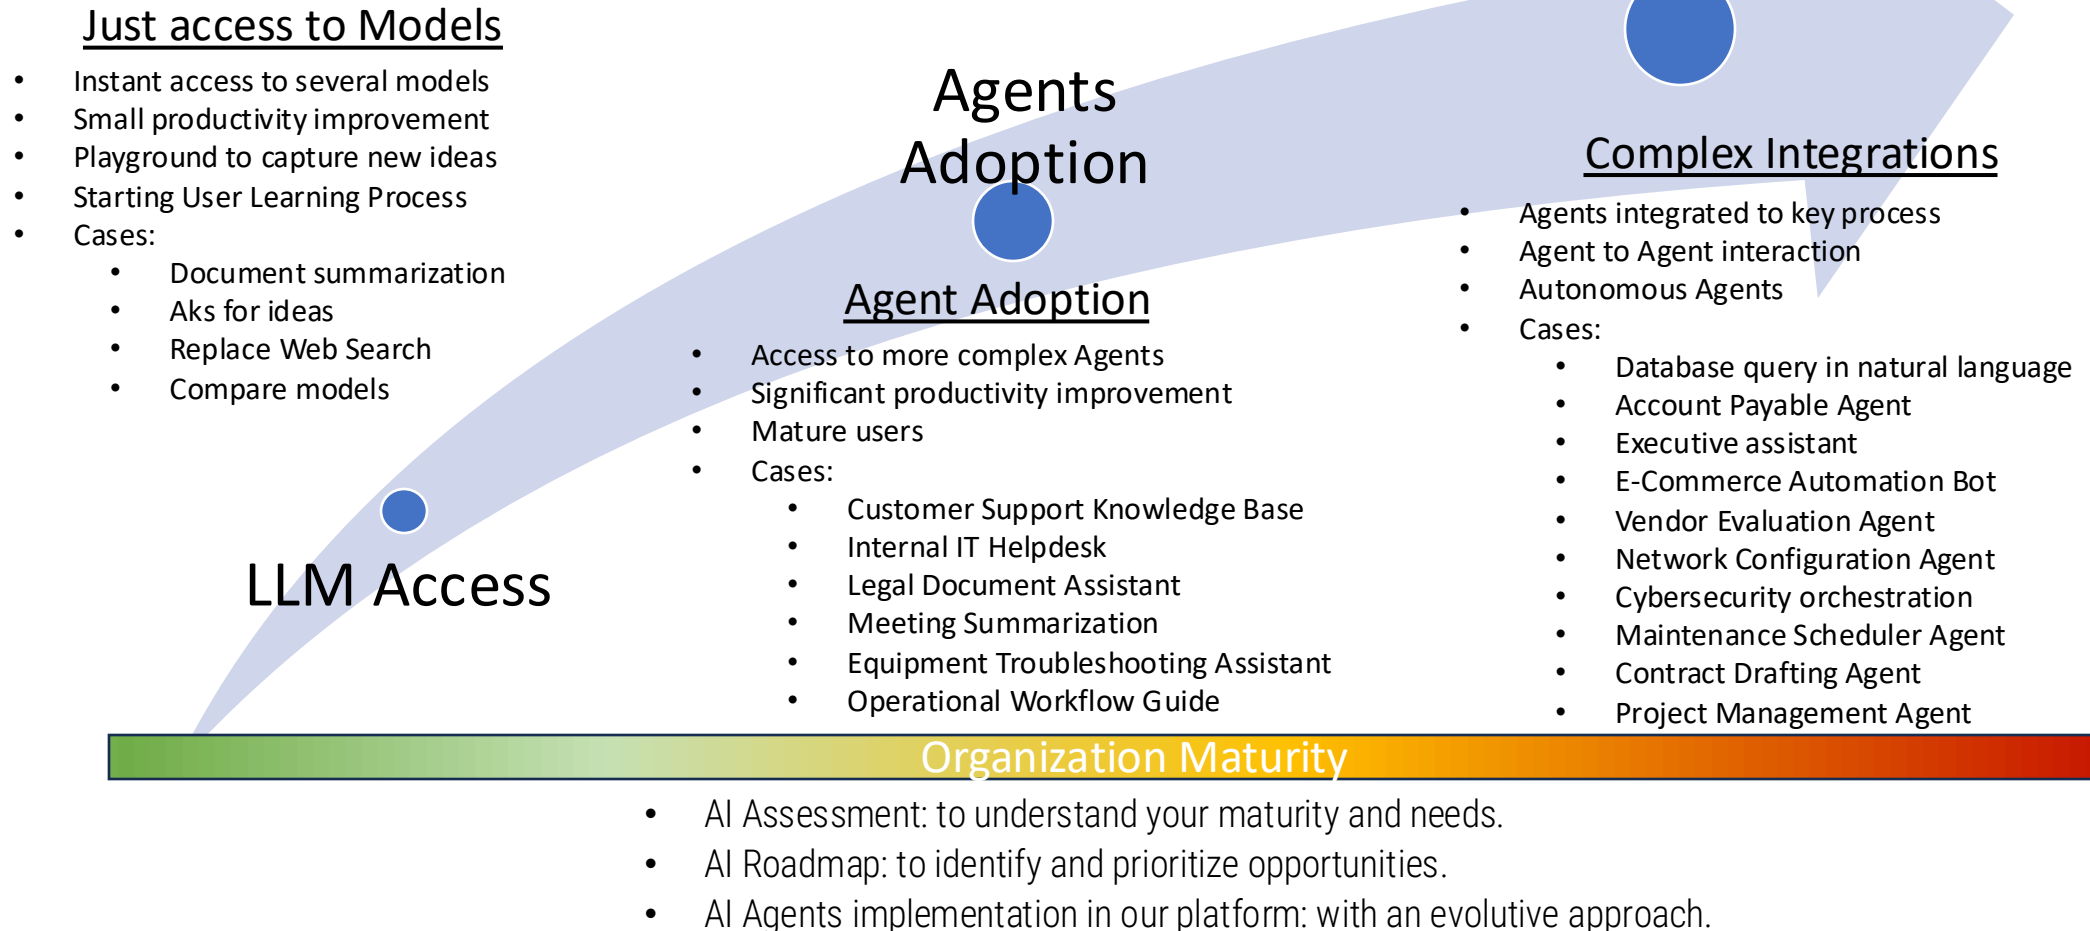 Just access to Models
• Instant access to several models
• Small productivity improvement
• Playground to capture new ideas
• Starting User Learning Process
• Cases:
• Document summarization
• Aks for ideas
• Replace Web Search
• Compare models
LLM Access
Agents
Adoption
Agent Adoption
• Access to more complex Agents
• Significant productivity improvement
• Mature users
• Cases:
• Customer Support Knowledge Base
• Internal IT Helpdesk
• Legal Document Assistant
• Meeting Summarization
• Equipment Troubleshooting Assistant
• Operational Workflow Guide
Complex Integrations
• Agents integrated to key process
• Agent to Agent interaction
• Autonomous Agents
• Cases:
• Database query in natural language
• Account Payable Agent
• Executive assistant
• E-Commerce Automation Bot
• Vendor Evaluation Agent
• Network Configuration Agent
• Cybersecurity orchestration
• Maintenance Scheduler Agent
• Contract Drafting Agent
• Project Management Agent
Organization Maturity
• AI Assessment: to understand your maturity and needs.
• AI Roadmap: to identify and prioritize opportunities.
• AI Agents implementation in our platform: with an evolutive approach.